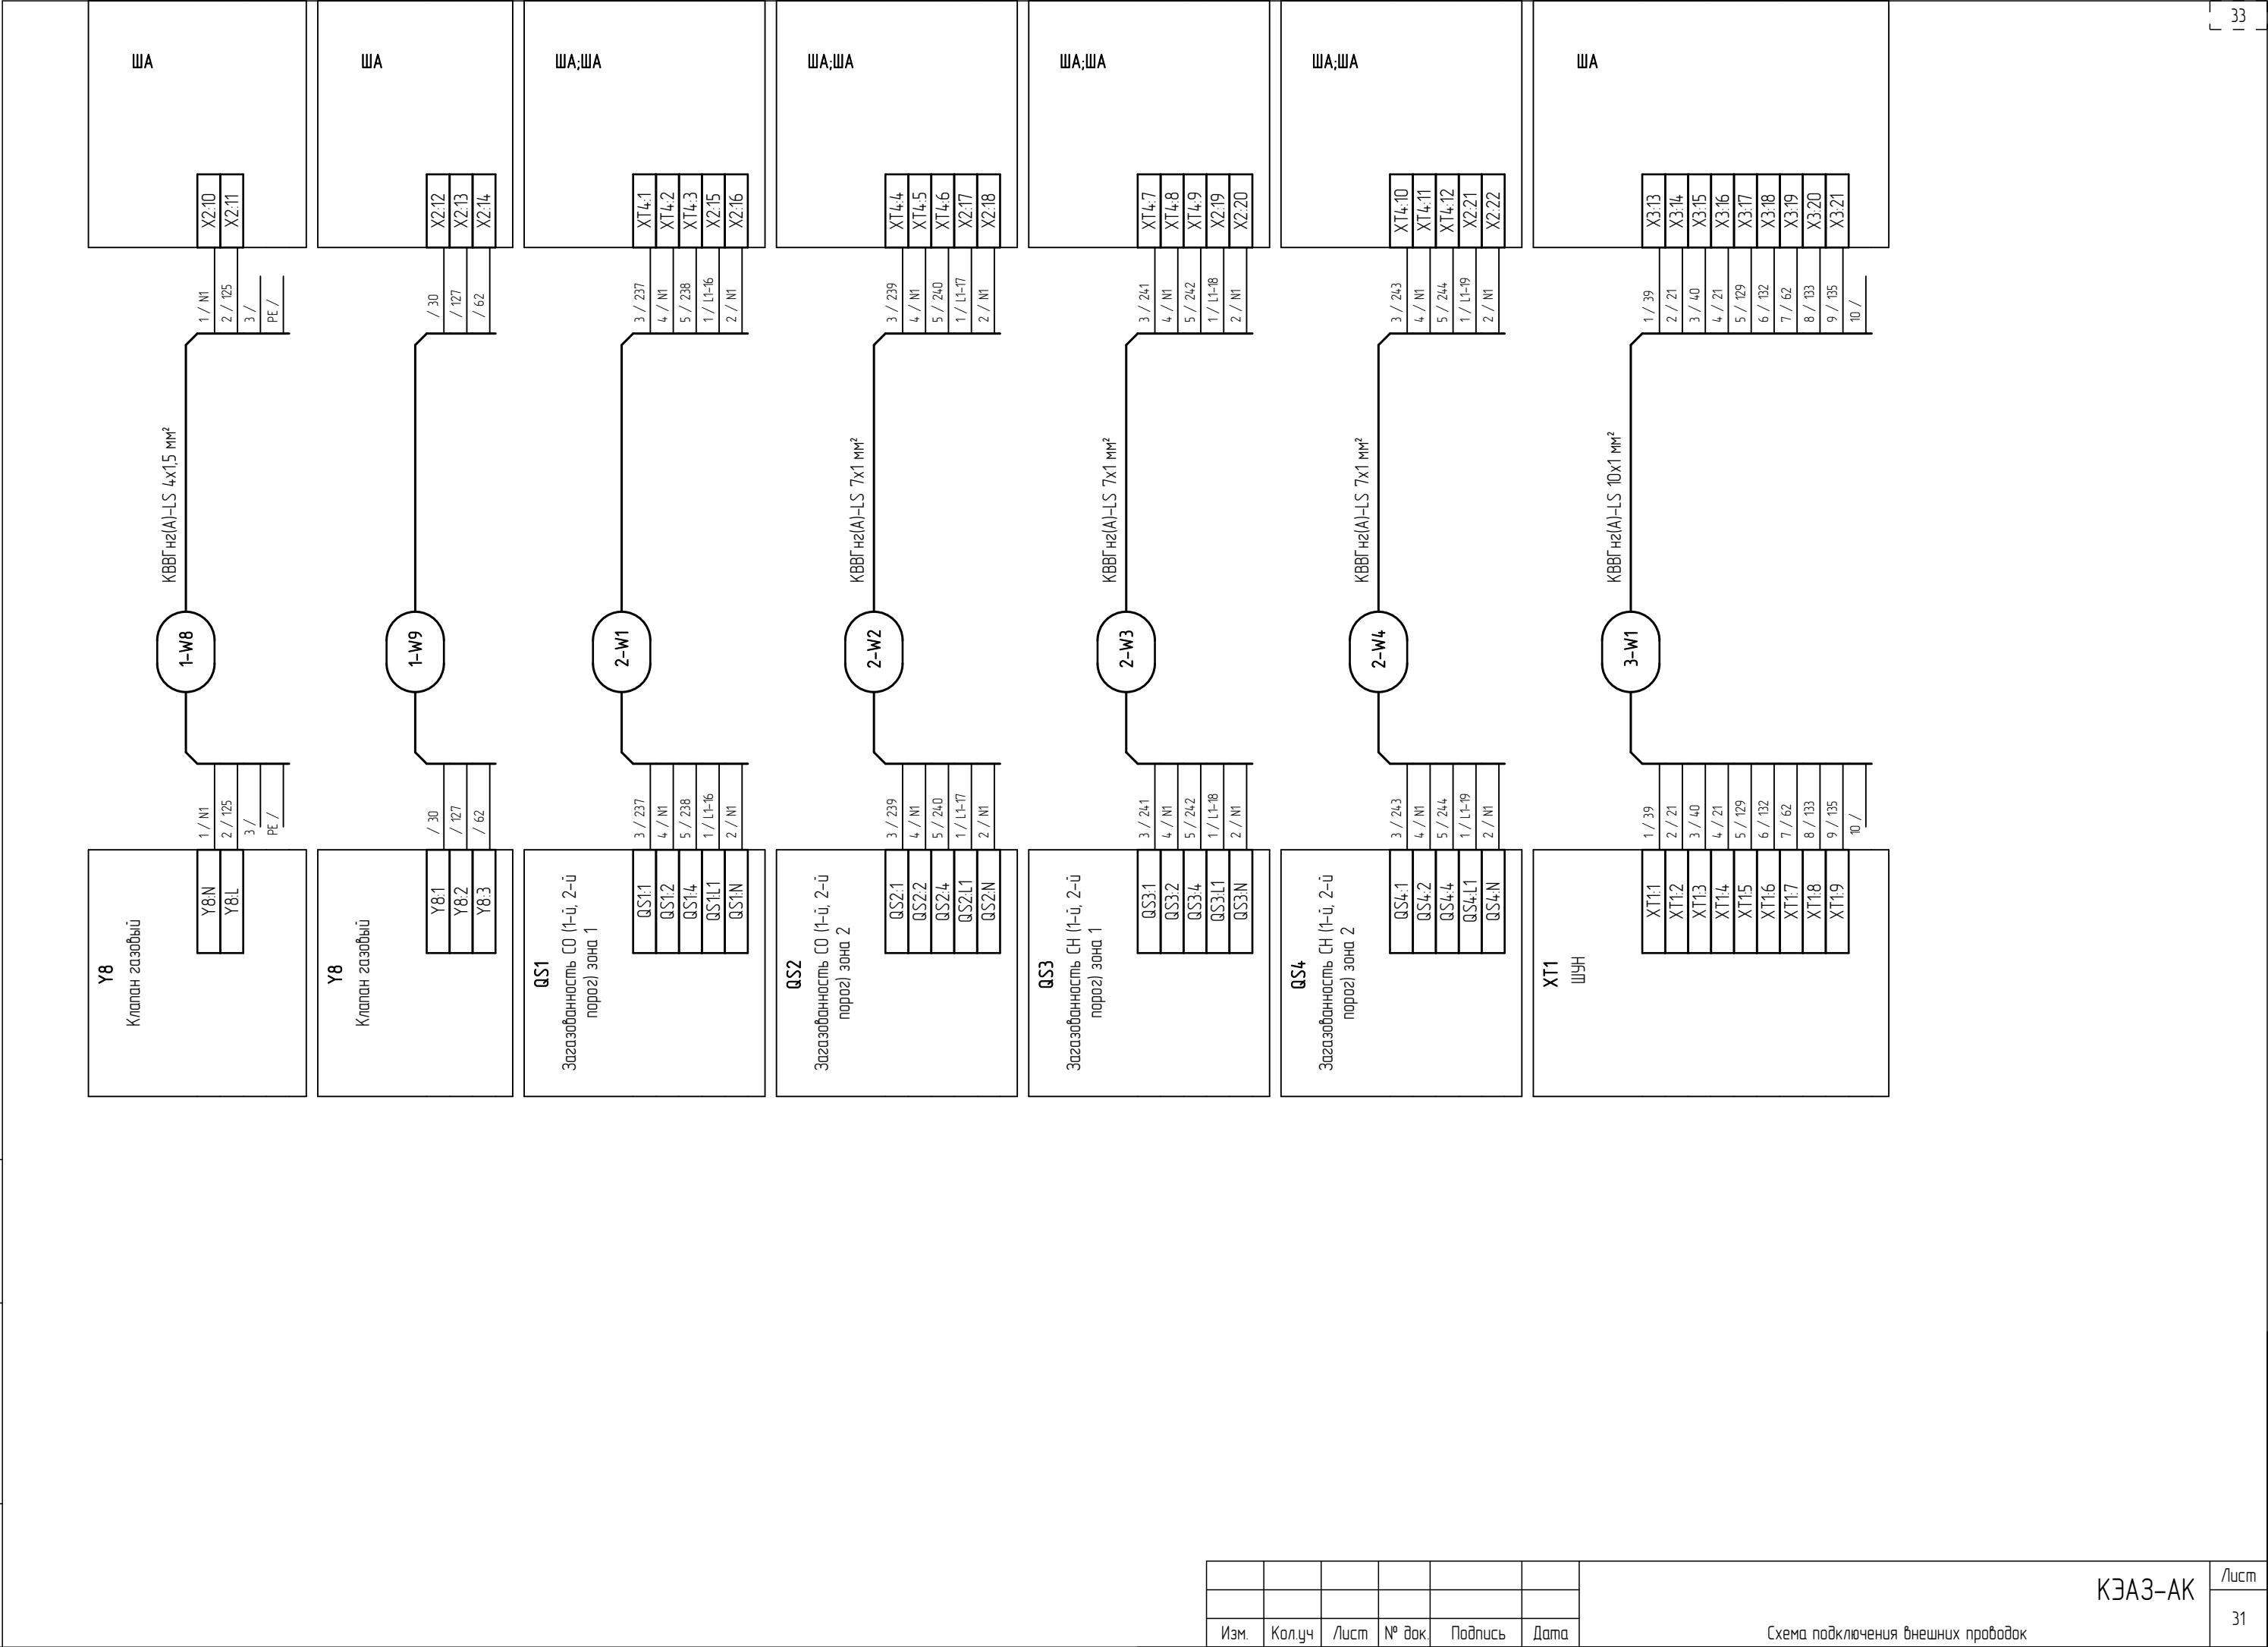 33
ША
X2:10
X2:11
1 / N1
2 / 125
3 /
PE /
КВВГнг(А)-LS 4х1,5 мм²
1-W8
1 / N1
2 / 125
3 /
PE /
Y8:N
Y8:L
Y8
Клапан газовый
ША
X2:12
X2:13
X2:14
/ 30
/ 127
/ 62
1-W9
/ 30
/ 127
/ 62
Y8:1
Y8:2
Y8:3
Y8
Клапан газовый
ША;ША
XT4:1
XT4:2
XT4:3
X2:15
X2:16
3 / 237
4 / N1
5 / 238
1 / L1-16
2 / N1
2-W1
3 / 237
4 / N1
5 / 238
1 / L1-16
2 / N1
QS1:1
QS1:2
QS1:4
QS1:L1
QS1:N
QS1
Загазованность СО (1-й, 2-й
порог) зона 1
ША;ША
XT4:4
XT4:5
XT4:6
X2:17
X2:18
3 / 239
4 / N1
5 / 240
1 / L1-17
2 / N1
КВВГнг(А)-LS 7х1 мм²
2-W2
3 / 239
4 / N1
5 / 240
1 / L1-17
2 / N1
QS2:1
QS2:2
QS2:4
QS2:L1
QS2:N
QS2
Загазованность СО (1-й, 2-й
порог) зона 2
ША;ША
XT4:7
XT4:8
XT4:9
X2:19
X2:20
3 / 241
4 / N1
5 / 242
1 / L1-18
2 / N1
КВВГнг(А)-LS 7х1 мм²
2-W3
3 / 241
4 / N1
5 / 242
1 / L1-18
2 / N1
QS3:1
QS3:2
QS3:4
QS3:L1
QS3:N
QS3
Загазованность СН (1-й, 2-й
порог) зона 1
ША;ША
XT4:10
XT4:11
XT4:12
X2:21
X2:22
3 / 243
4 / N1
5 / 244
1 / L1-19
2 / N1
КВВГнг(А)-LS 7х1 мм²
2-W4
3 / 243
4 / N1
5 / 244
1 / L1-19
2 / N1
QS4:1
QS4:2
QS4:4
QS4:L1
QS4:N
QS4
Загазованность СН (1-й, 2-й
порог) зона 2
ША
X3:13
X3:14
X3:15
X3:16
X3:17
X3:18
X3:19
X3:20
X3:21
1 / 39
2 / 21
3 / 40
4 / 21
5 / 129
6 / 132
7 / 62
8 / 133
9 / 135
10 /
КВВГнг(А)-LS 10х1 мм²
3-W1
1 / 39
2 / 21
3 / 40
4 / 21
5 / 129
6 / 132
7 / 62
8 / 133
9 / 135
10 /
XT1:1
XT1:2
XT1:3
XT1:4
XT1:5
XT1:6
XT1:7
XT1:8
XT1:9
XT1
ШУН
КЭАЗ-АК
Лист
31
Изм. Кол.уч Лист № док. Подпись Дата
Схема подключения внешних проводок